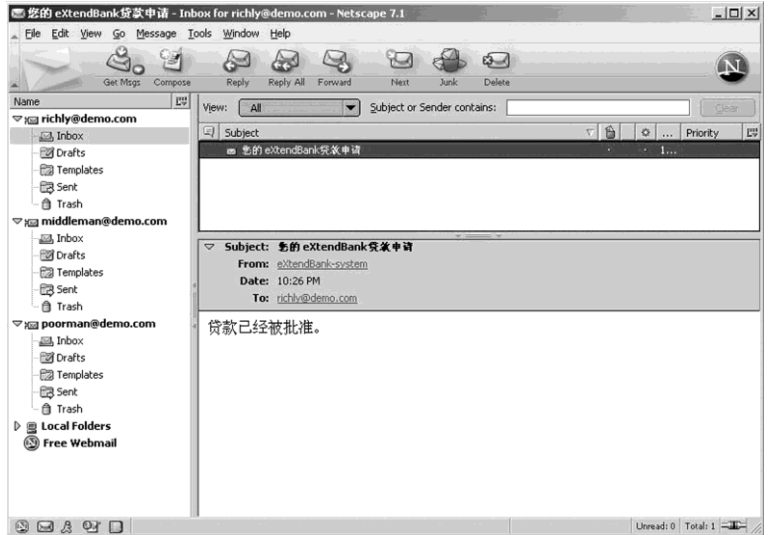 您的 eXtendBank贷款申请 - Inbox for richly@demo.com - Netscape 7.1
File Edit View Go Message Tools Window Help
Get Msgs Compose Reply Reply All Forward Next Junk Delete
Name
View: All Subject or Sender contains: Clear
richly@demo.com
Subject ... Priority
Inbox
您的 eXtendBank贷款申请 1...
Drafts
Templates
Sent
Trash
middleman@demo.com
Inbox
Drafts
Templates
Sent
Trash
poorman@demo.com
Inbox
Drafts
Templates
Sent
Trash
Local Folders
Free Webmail
Subject: 您的 eXtendBank贷款申请
From: eXtendBank-system
Date: 10:26 PM
To: richly@demo.com
贷款已经被批准。
Unread: 0 Total: 1